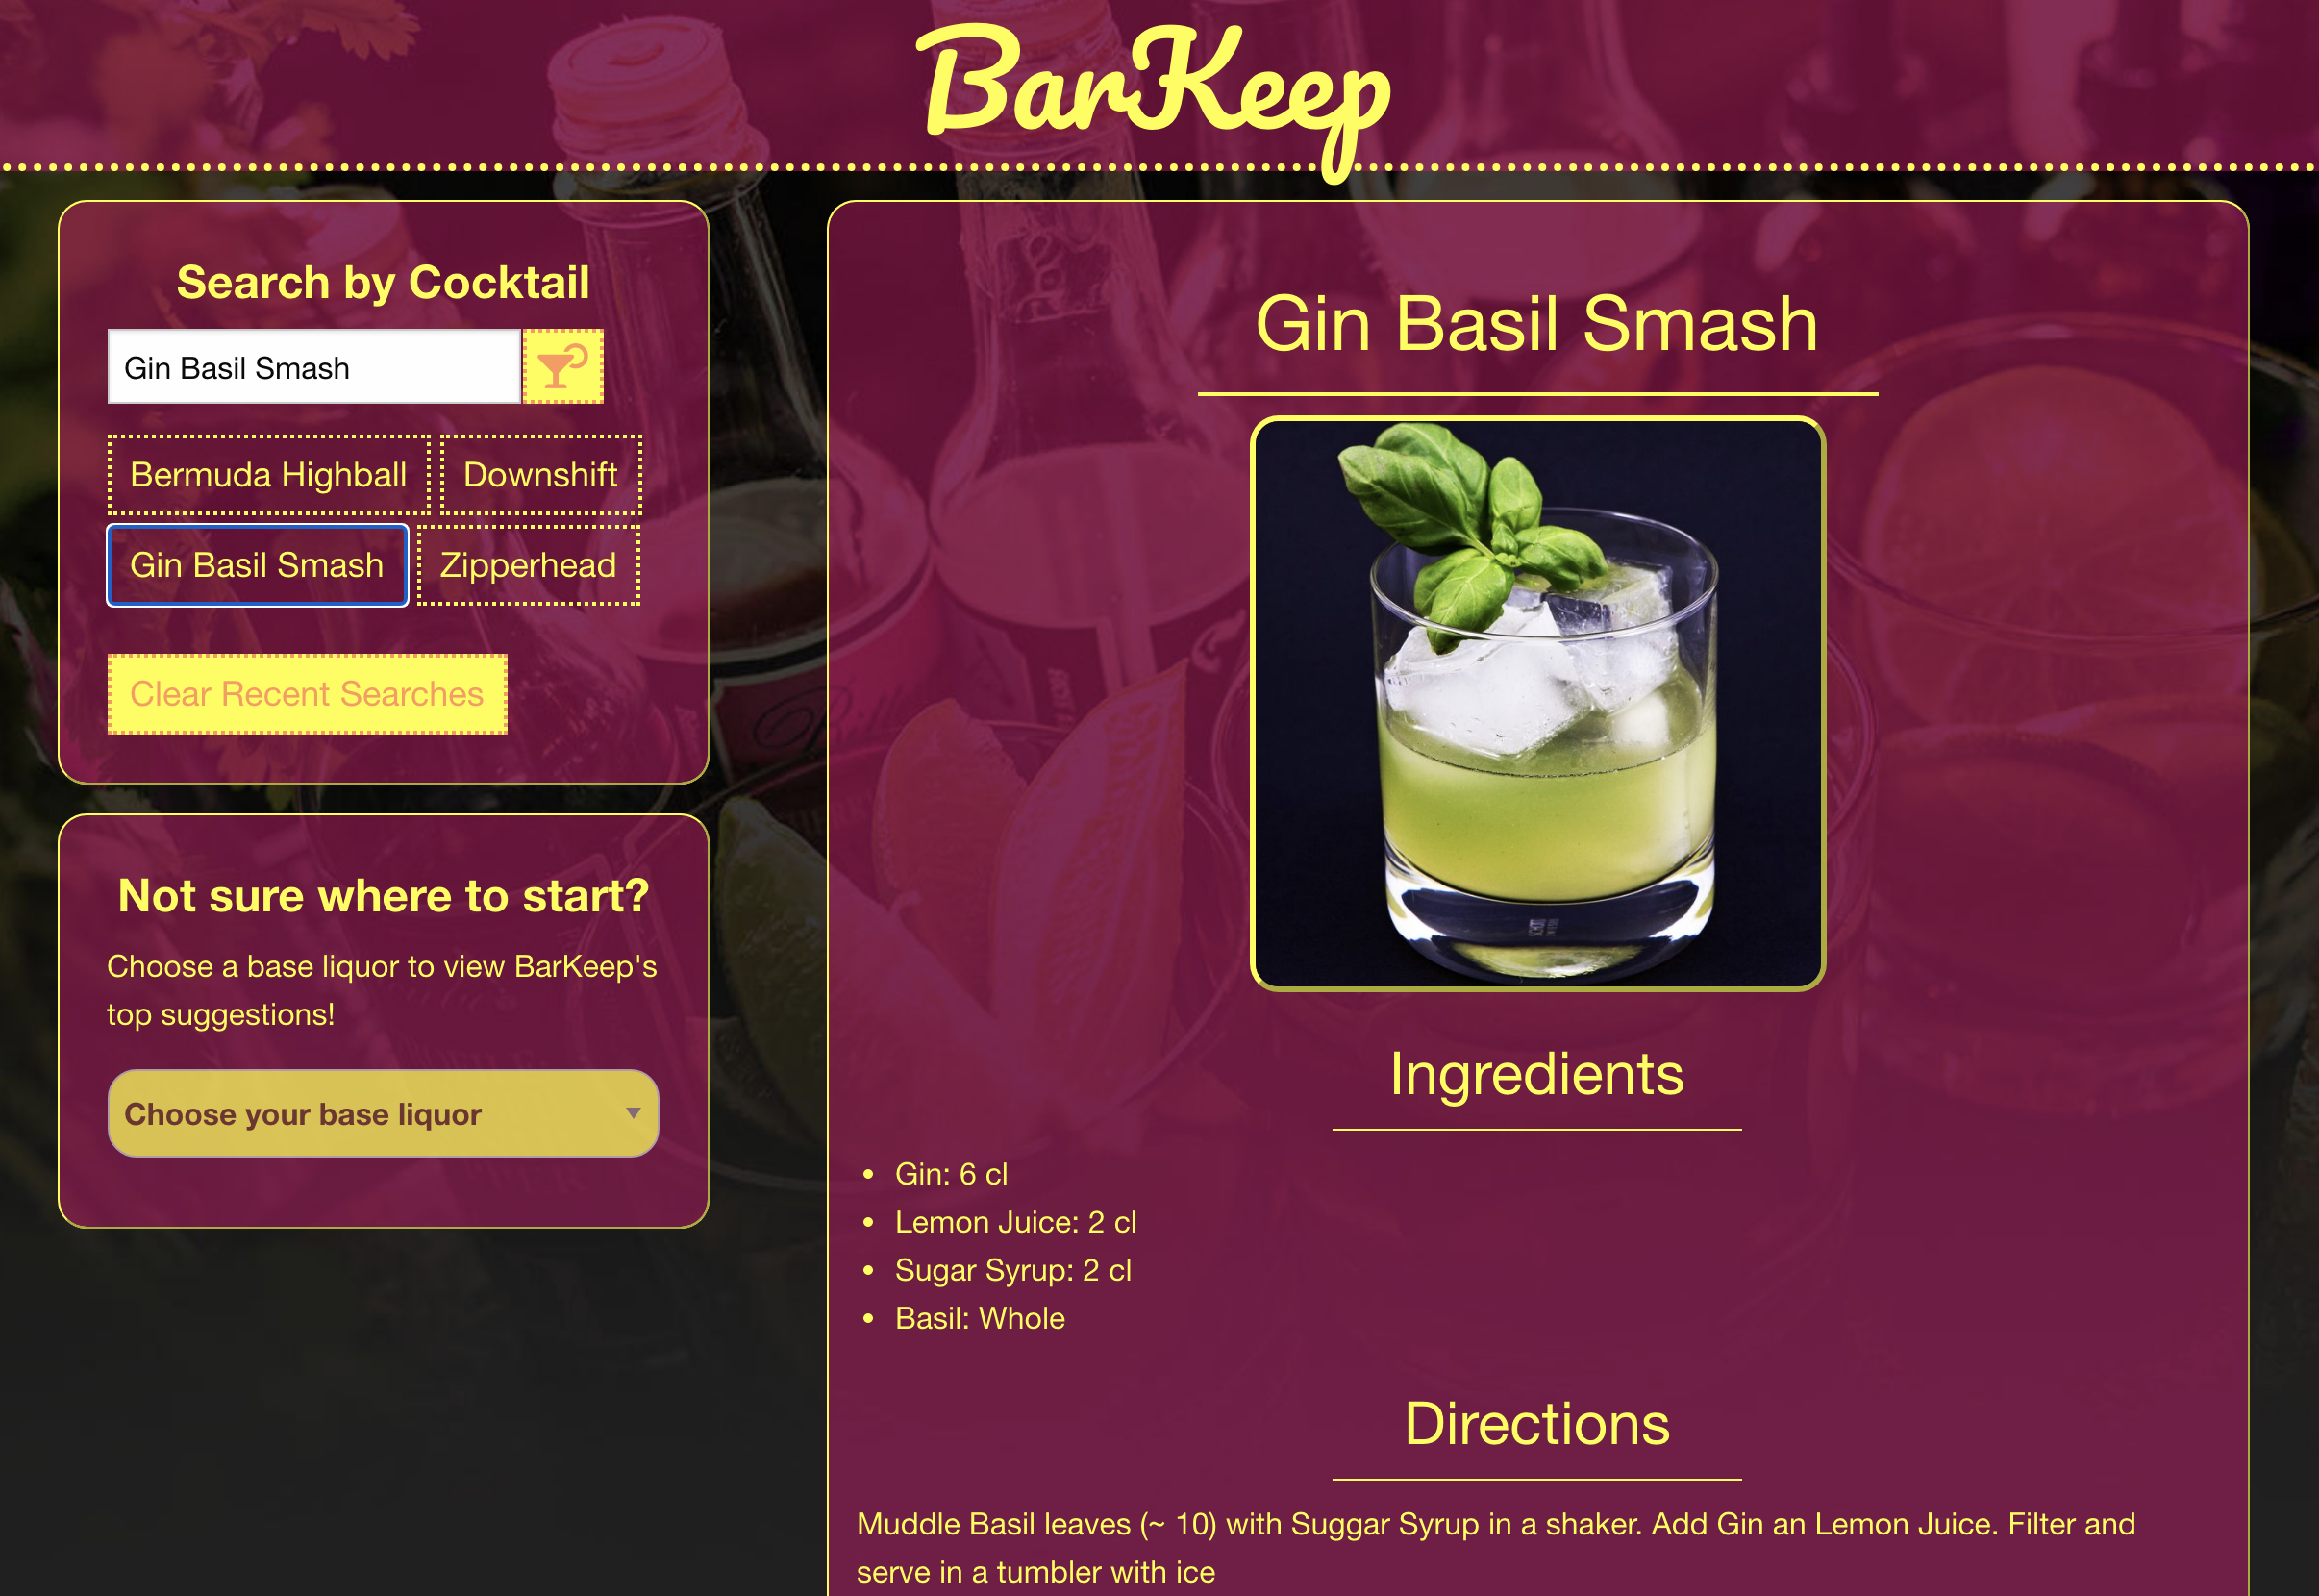 BarKeep
Search by Cocktail
Gin Basil Smash
Bermuda Highball
Downshift
Gin Basil Smash
Zipperhead
Clear Recent Searches
Not sure where to start?
Choose a base liquor to view BarKeep's
top suggestions!
Choose your base liquor
Gin Basil Smash
Ingredients
Gin: 6 cl
Lemon Juice: 2 cl
Sugar Syrup: 2 cl
Basil: Whole
Directions
Muddle Basil leaves (~ 10) with Suggar Syrup in a shaker. Add Gin an Lemon Juice. Filter and
serve in a tumbler with ice